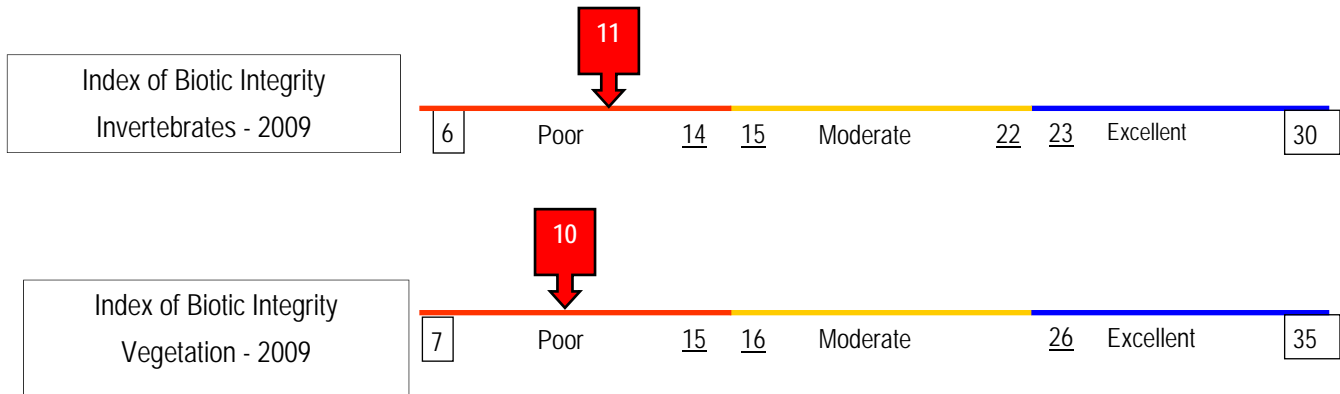 11
Index of Biotic Integrity
Invertebrates - 2009
6 Poor 14 15 Moderate 22 23 Excellent 30
10
Index of Biotic Integrity
Vegetation - 2009
7 Poor 15 16 Moderate 26 Excellent 35